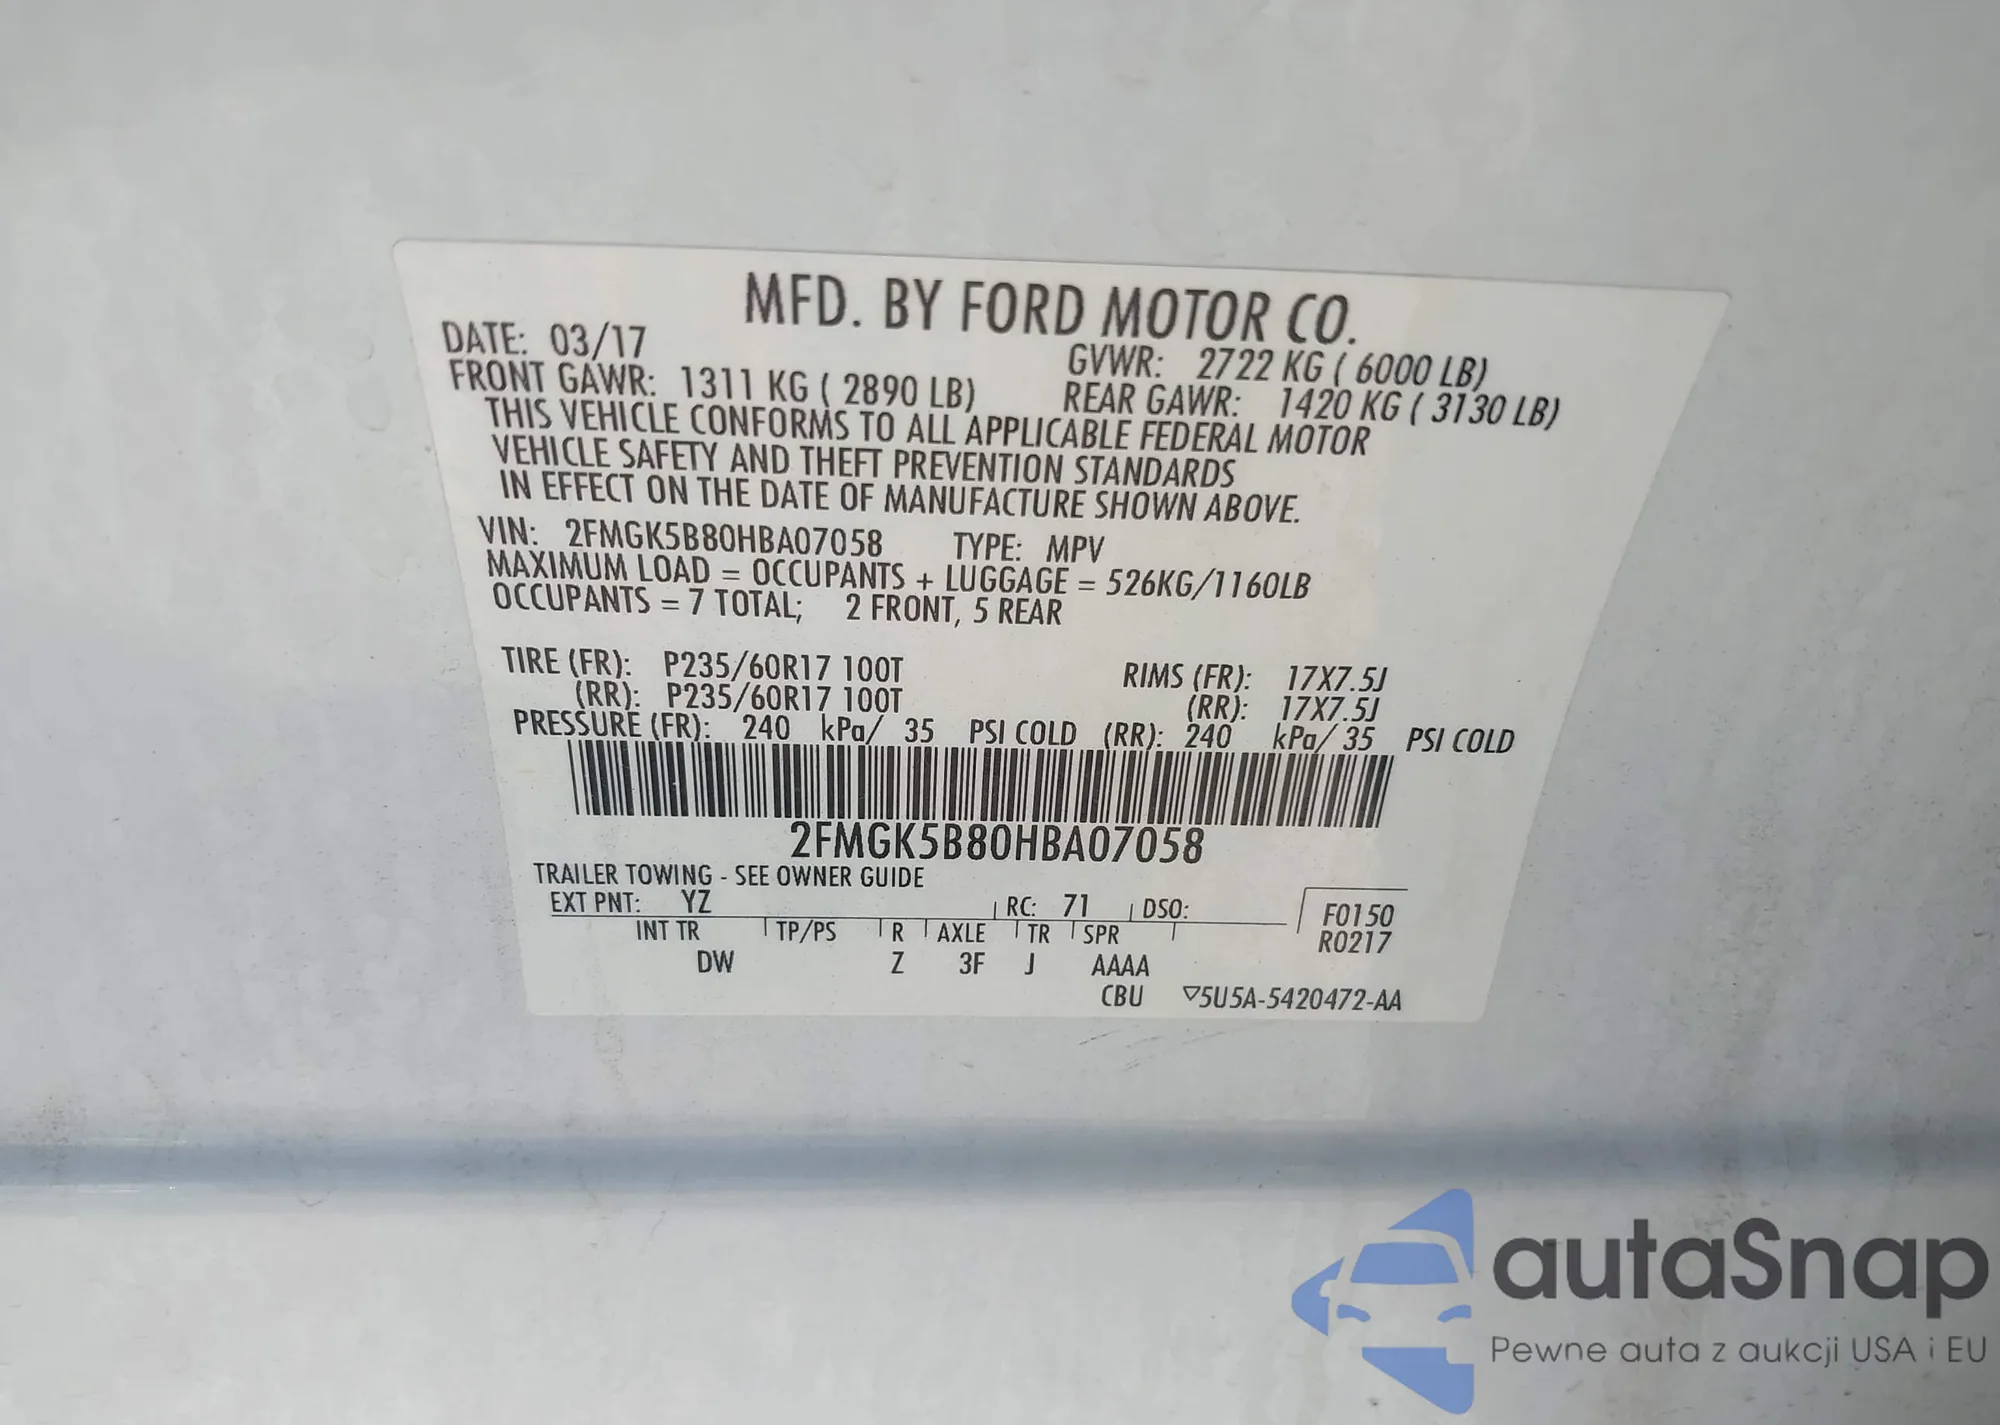 MFD. BY FORD MOTOR CO.
DATE: 03/17 GVWR: 2722 KG ( 6000 LB)
FRONT GAWR: 1311 KG ( 2890 LB) REAR GAWR: 1420 KG ( 3130 LB)
THIS VEHICLE CONFORMS TO ALL APPLICABLE FEDERAL MOTOR
VEHICLE SAFETY AND THEFT PREVENTION STANDARDS
IN EFFECT ON THE DATE OF MANUFACTURE SHOWN ABOVE.
VIN: 2FMGK5B80HBA07058 TYPE: MPV
MAXIMUM LOAD = OCCUPANTS + LUGGAGE = 526KG/1160LB
OCCUPANTS = 7 TOTAL; 2 FRONT, 5 REAR
TIRE (FR): P235/60R17 100T RIMS (FR): 17X7.5J
(RR): P235/60R17 100T (RR): 17X7.5J
PRESSURE (FR): 240 kPa/ 35 PSI COLD (RR): 240 kPa/ 35 PSI COLD
2FMGK5B80HBA07058
TRAILER TOWING - SEE OWNER GUIDE
EXT PNT: YZ RC: 71 DSO: F0150
INT TR TP/PS R AXLE TR SPR R0217
DW Z 3F J AAAA
CBU ▽5U5A-5420472-AA
autaSnap
Pewne auta z aukcji USA i EU